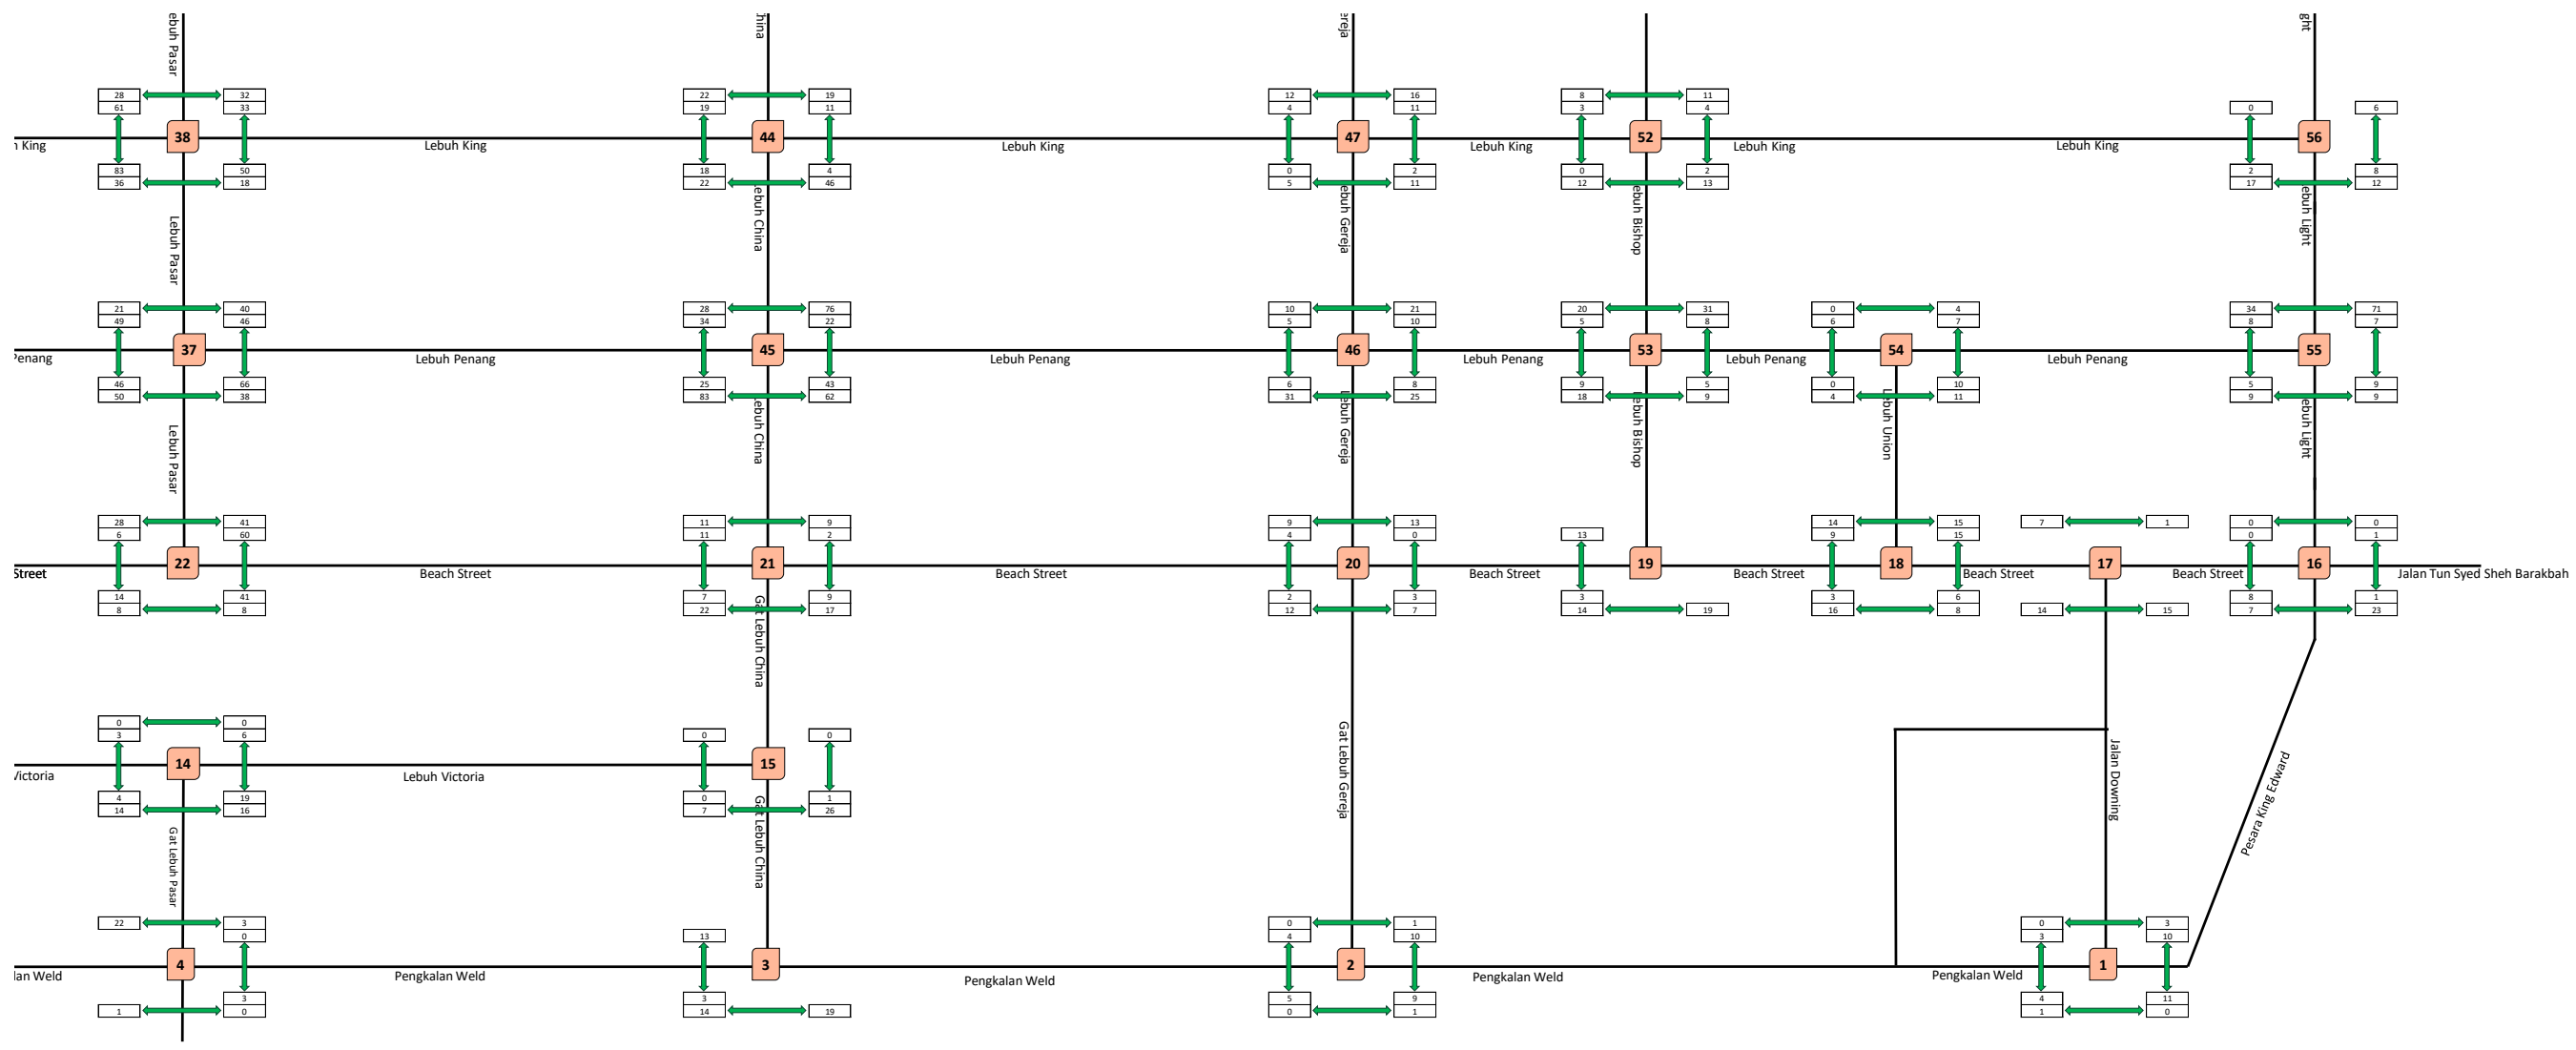 ebuh Pasar
hina
ereja
ght
28 32 22 19 12 16 8 11
61 33 19 11 4 11 3 4 0 6
38 44 47 52 56
h King Lebuh King Lebuh King Lebuh King Lebuh King Lebuh King
83 50 18 4 0 2 0 2 2 8
36 18 22 46 5 11 12 13 17 12
Lebuh Pasar
ebuh China
ebuh Gereja
ebuh Bishop
ebuh Light
21 40 28 76 10 21 20 31 0 4 34 71
49 46 34 22 5 10 5 8 6 7 8 7
37 45 46 53 54 55
Penang Lebuh Penang Lebuh Penang Lebuh Penang Lebuh Penang Lebuh Penang
46 66 25 43 6 8 9 5 0 10 5 9
50 38 83 62 31 25 18 9 4 11 9 9
Lebuh Pasar
ebuh China
ebuh Gereja
ebuh Bishop
Lebuh Union
ebuh Light
28 41 11 9 9 13 14 15 7 1 0 0
6 60 11 2 4 0 13 9 15 0 1
22 21 20 19 18 17 16
Street Beach Street Beach Street Beach Street Beach Street Beach Street Beach Street Jalan Tun Syed Sheh Barakbah
14 41 7 9 2 3 3 3 6 8 1
8 8 22 17 12 7 14 19 16 8 14 15 7 23
Gat Lebuh China
Gat Lebuh Gereja
Jalan Downing
Pesara King Edward
0 0
3 6 0 0
14 15
Victoria Lebuh Victoria
4 19 0 1
14 16 7 26
Gat Lebuh Pasar
Gat Lebuh China
22 3 0 1 0 3
0 13 4 10 3 10
4 3 2 1
lan Weld Pengkalan Weld Pengkalan Weld Pengkalan Weld Pengkalan Weld
3 3 5 9 4 11
1 0 14 19 0 1 1 0